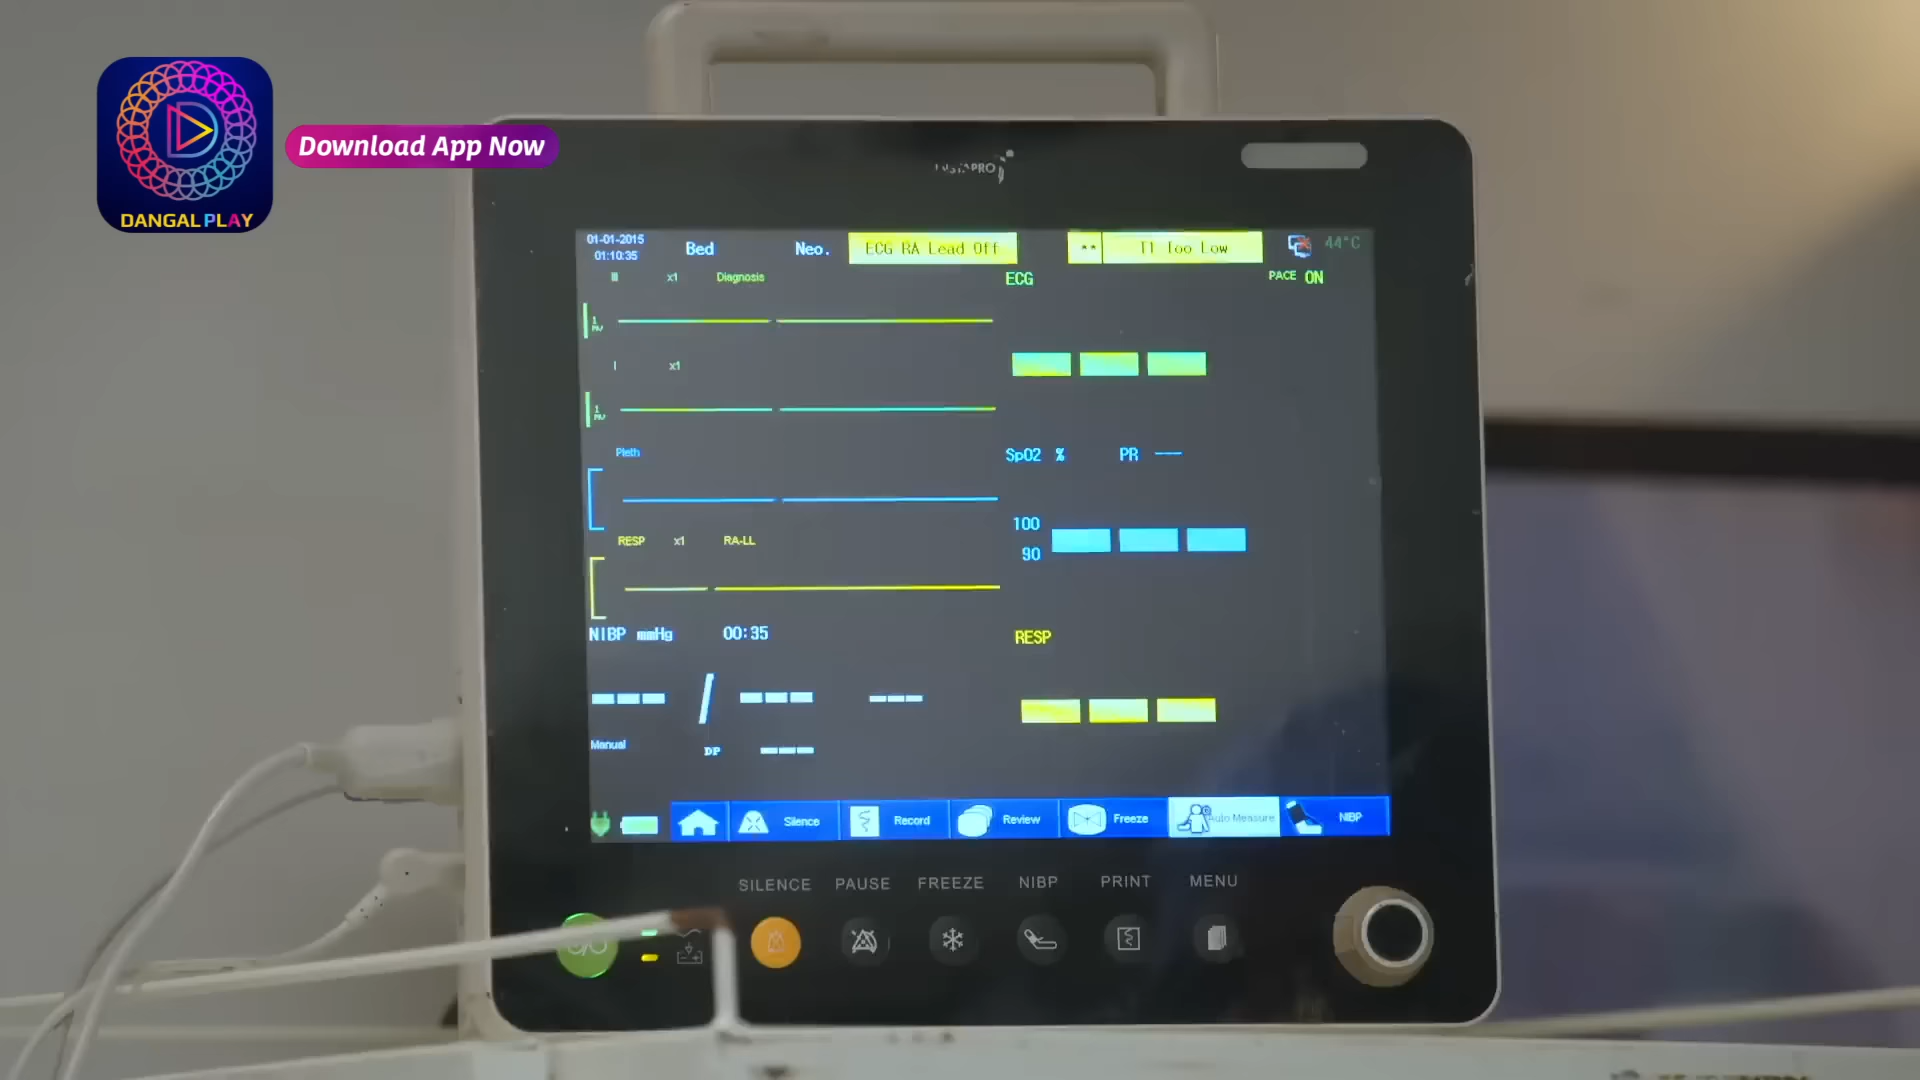 DANGAL PLAY
Download App Now
01-01-2015
01:10:35
Bed
Neo.
ECG RA Lead Off
**
T1 Too Low
44°C
x1
Diagnosis
ECG
PACE ON
1
I
x1
1
Pleth
SpO2 %
PR ---
100
90
RESP
x1
RA-LL
NIBP mmHg
00:35
RESP
--- / --- ---
Manual
DP ---
Silence
Record
Review
Freeze
Auto Measure
NIBP
SILENCE
PAUSE
FREEZE
NIBP
PRINT
MENU